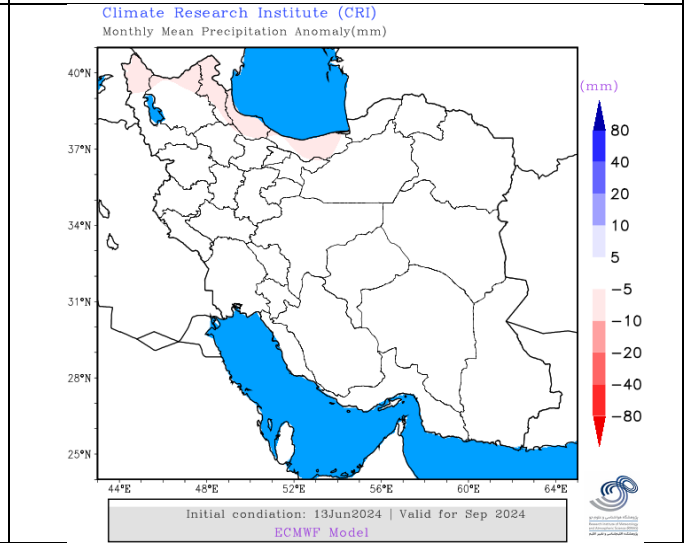 Climate Research Institute (CRI)
Monthly Mean Precipitation Anomaly(mm)
(mm)
80
40
20
10
5
−5
−10
−20
−40
−80
40°N
37°N
34°N
31°N
28°N
25°N
44°E 48°E 52°E 56°E 60°E 64°E
Initial condiation: 13Jun2024 | Valid for Sep 2024
ECMWF Model